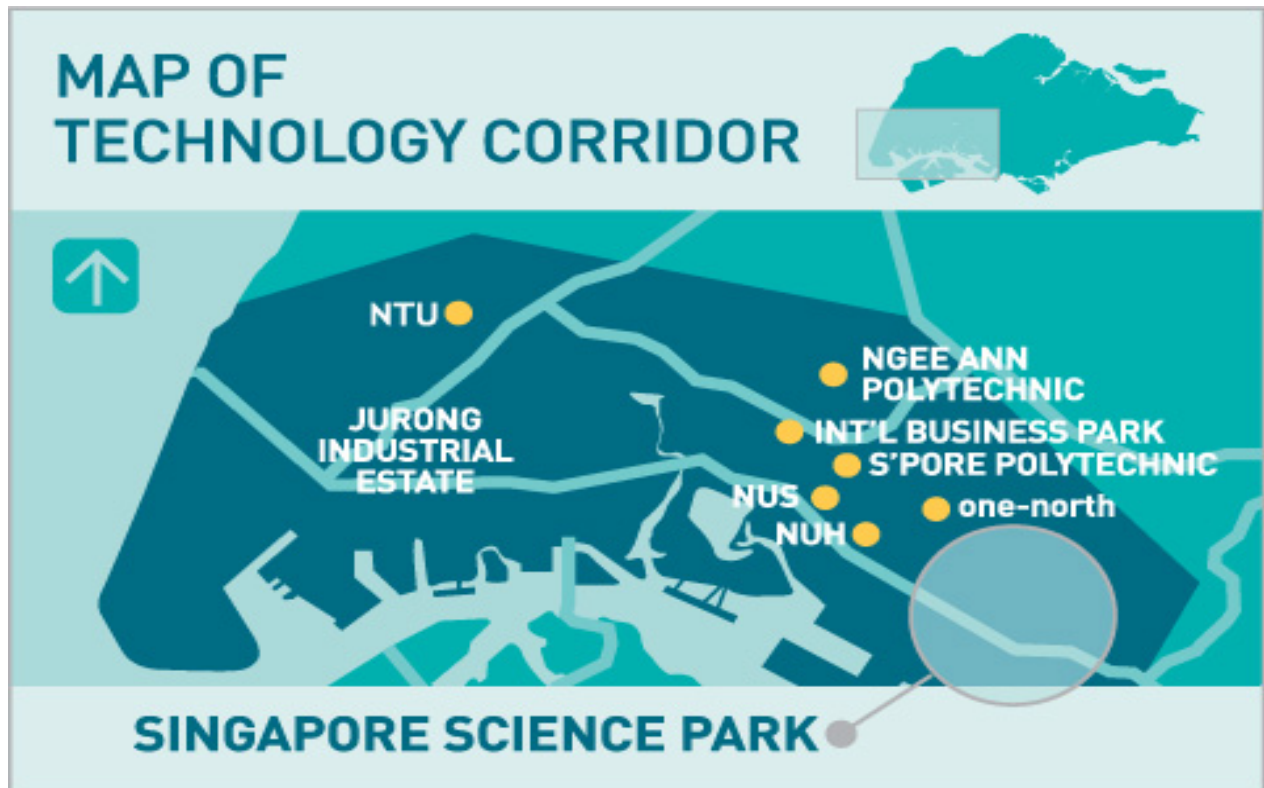 MAP OF
TECHNOLOGY CORRIDOR
NTU
NGEE ANN
POLYTECHNIC
JURONG
INDUSTRIAL
ESTATE
INT'L BUSINESS PARK
S'PORE POLYTECHNIC
NUS
one-north
NUH
SINGAPORE SCIENCE PARK